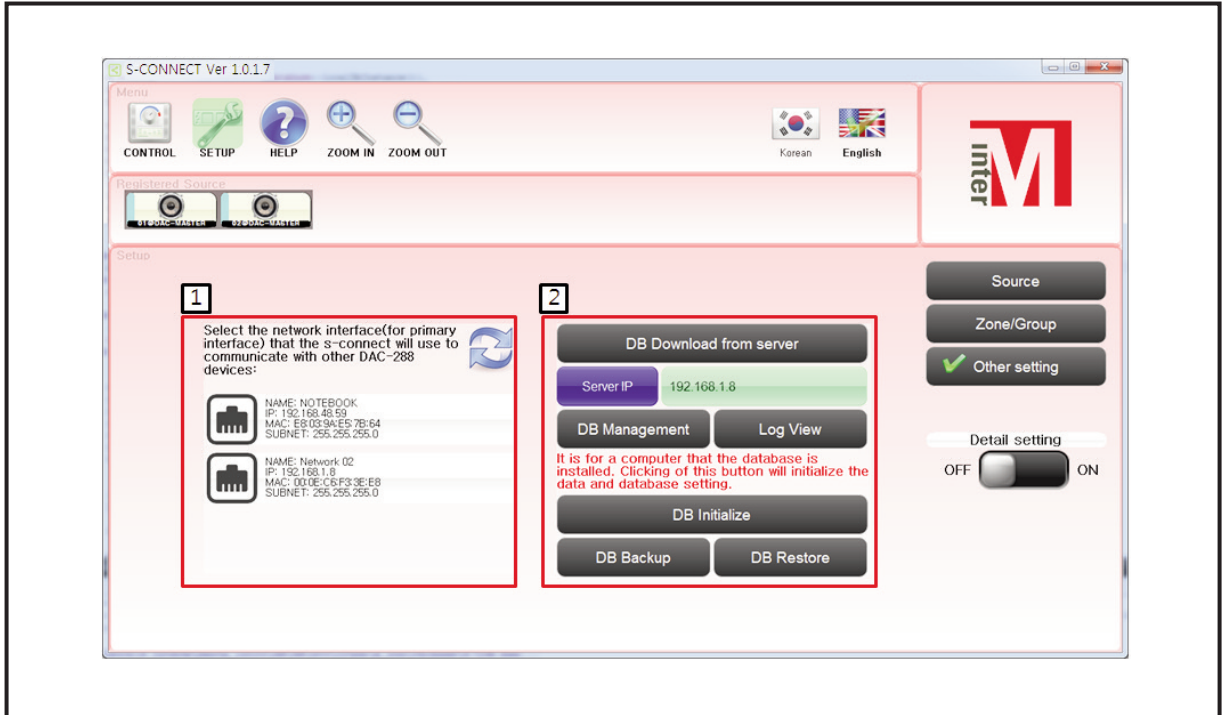 S-CONNECT Ver 1.0.1.7
Menu
CONTROL SETUP HELP ZOOM IN ZOOM OUT
Korean English
inter M
Registered Source
01@DAC-MASTER 02@DAC-MASTER
Setup
1
Select the network interface(for primary
interface) that the s-connect will use to
communicate with other DAC-288
devices:
NAME: NOTEBOOK
IP: 192.168.48.59
MAC: E8:03:9A:E5:7B:64
SUBNET: 255.255.255.0
NAME: Network 02
IP: 192.168.1.8
MAC: 00:0E:C6:F3:3E:E8
SUBNET: 255.255.255.0
2
DB Download from server
Server IP 192.168.1.8
DB Management Log View
It is for a computer that the database is
installed. Clicking of this button will initialize the
data and database setting.
DB Initialize
DB Backup DB Restore
Source
Zone/Group
Other setting
Detail setting
OFF ON